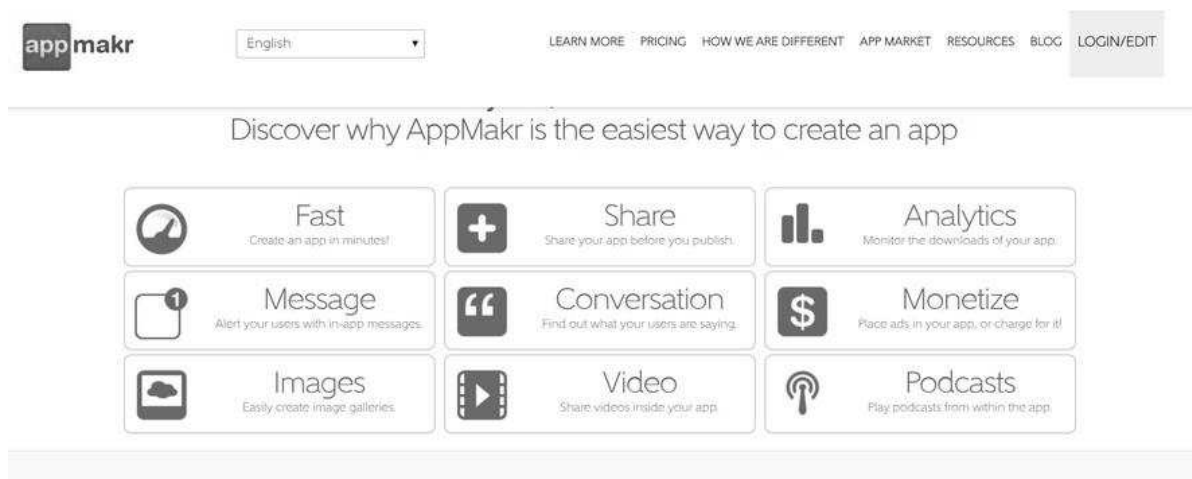 appmakr
English
LEARN MORE PRICING HOW WE ARE DIFFERENT APP MARKET RESOURCES BLOG LOGIN/EDIT
Discover why AppMakr is the easiest way to create an app
Fast
Create an app in minutes!
Share
Share your app before you publish.
Analytics
Monitor the downloads of your app.
1
Message
Alert your users with in-app messages.
Conversation
Find out what your users are saying.
$
Monetize
Place ads in your app, or charge for it!
Images
Easily create image galleries.
Video
Share videos inside your app
Podcasts
Play podcasts from within the app.